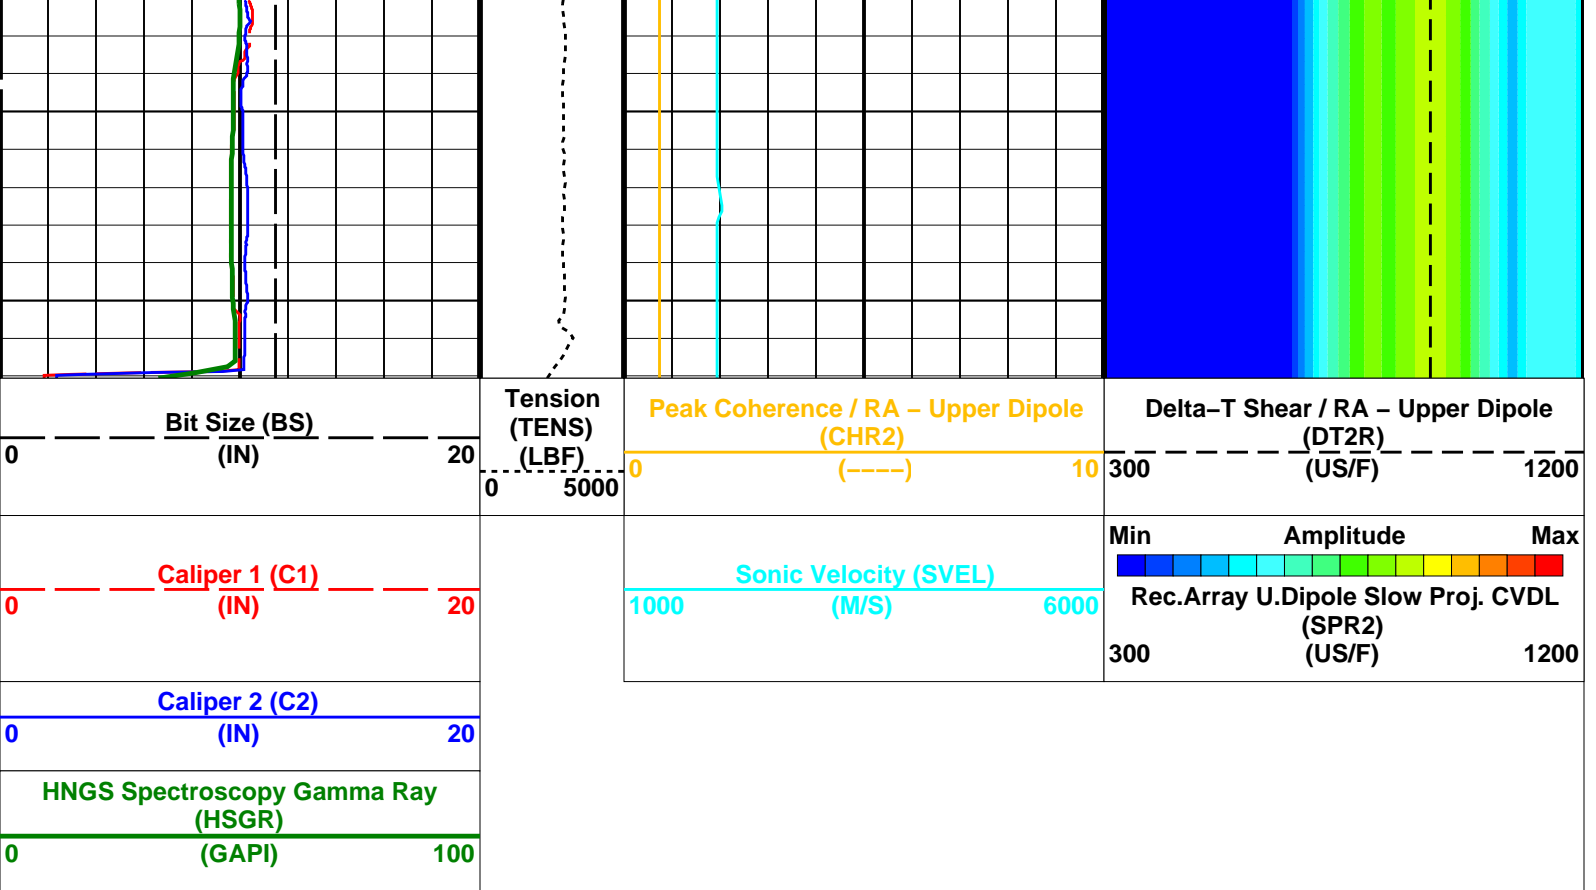 Bit Size (BS)
0 (IN) 20
Tension
(TENS)
(LBF)
0 5000
Peak Coherence / RA – Upper Dipole
(CHR2)
0 (––––) 10
Delta–T Shear / RA – Upper Dipole
(DT2R)
300 (US/F) 1200
Caliper 1 (C1)
0 (IN) 20
Sonic Velocity (SVEL)
1000 (M/S) 6000
Min Amplitude Max
Rec.Array U.Dipole Slow Proj. CVDL
(SPR2)
300 (US/F) 1200
Caliper 2 (C2)
0 (IN) 20
HNGS Spectroscopy Gamma Ray
(HSGR)
0 (GAPI) 100